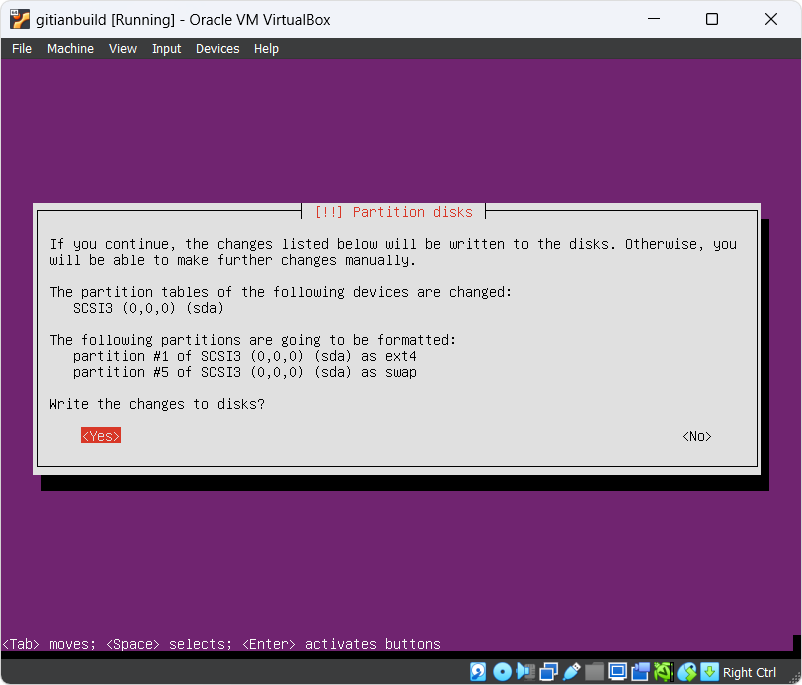 gitianbuild [Running] - Oracle VM VirtualBox
File Machine View Input Devices Help
[!!] Partition disks
If you continue, the changes listed below will be written to the disks. Otherwise, you
will be able to make further changes manually.
The partition tables of the following devices are changed:
SCSI3 (0,0,0) (sda)
The following partitions are going to be formatted:
partition #1 of SCSI3 (0,0,0) (sda) as ext4
partition #5 of SCSI3 (0,0,0) (sda) as swap
Write the changes to disks?
<Yes> <No>
<Tab> moves; <Space> selects; <Enter> activates buttons
Right Ctrl